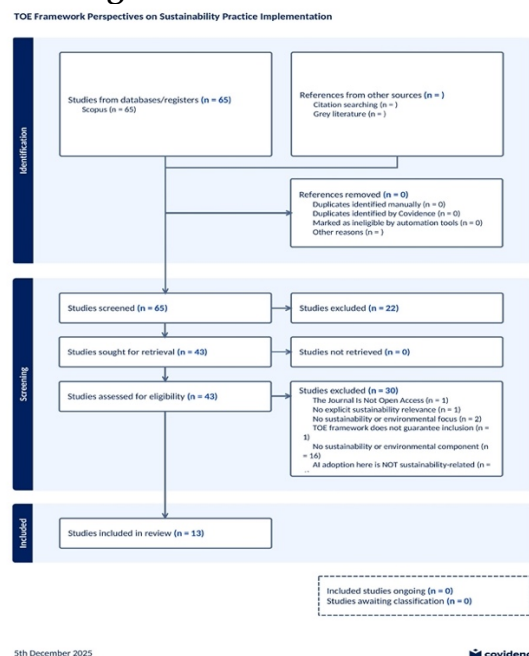 TOE Framework Perspectives on Sustainability Practice Implementation
Identification
Studies from databases/registers (n = 65)
Scopus (n = 65)
References from other sources (n = )
Citation searching (n = )
Grey literature (n = )
References removed (n = 0)
Duplicates identified manually (n = 0)
Duplicates identified by Covidence (n = 0)
Marked as ineligible by automation tools (n = 0)
Other reasons (n = )
Screening
Studies screened (n = 65)
Studies excluded (n = 22)
Studies sought for retrieval (n = 43)
Studies not retrieved (n = 0)
Studies assessed for eligibility (n = 43)
Studies excluded (n = 30)
The Journal Is Not Open Access (n = 1)
No explicit sustainability relevance (n = 1)
No sustainability or environmental focus (n = 2)
TOE framework does not guarantee inclusion (n =
1)
No sustainability or environmental component (n
= 16)
AI adoption here is NOT sustainability-related (n =
Included
Studies included in review (n = 13)
Included studies ongoing (n = 0)
Studies awaiting classification (n = 0)
5th December 2025